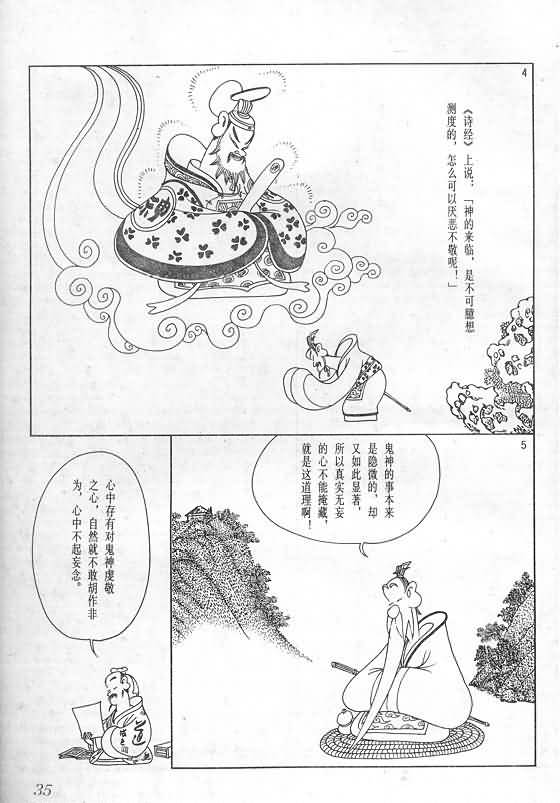 4
《诗经》上说：「神的来临，是不可臆想
测度的，怎么可以厌恶不敬呢！」
神
5
鬼神的事本来
是隐微的，却
又如此显著，
所以真实无妄
的心不能掩藏，
就是这道理啊！
心中存有对鬼神虔敬
之心，自然就不敢胡作非
为，心中不起妄念。
35